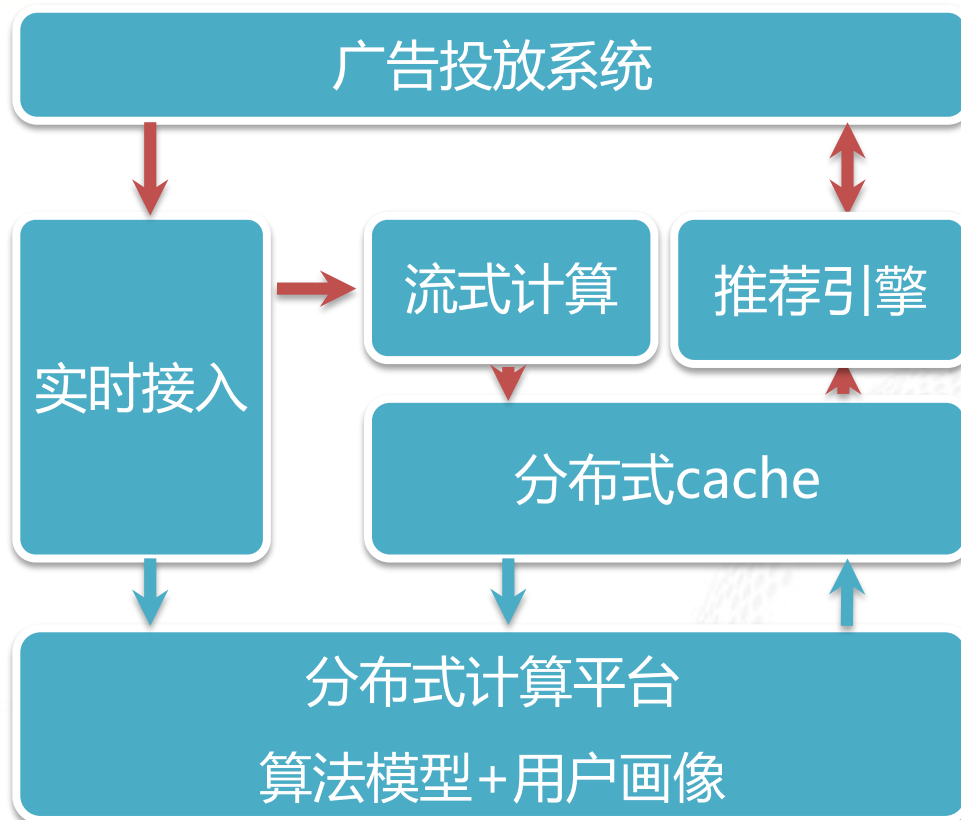 广告投放系统
实时接入
流式计算
推荐引擎
分布式cache
分布式计算平台
算法模型+用户画像